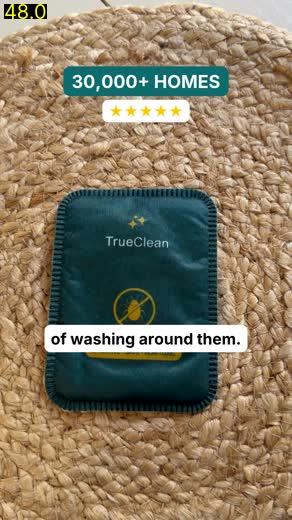 48.0
30,000+ HOMES
★★★★★
TrueClean
of washing around them.